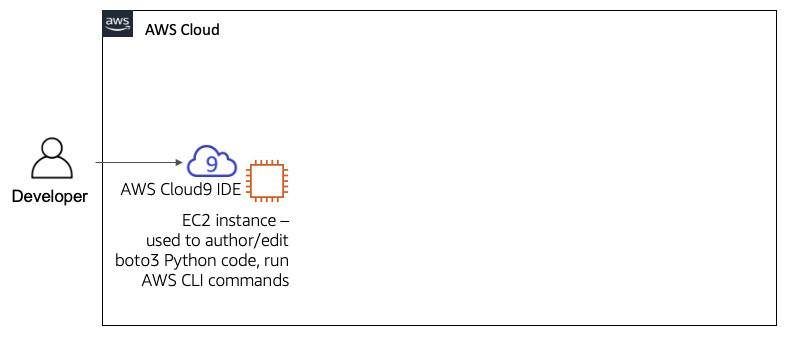 aws
AWS Cloud
9
Developer
AWS Cloud9 IDE
EC2 instance –
used to author/edit
boto3 Python code, run
AWS CLI commands